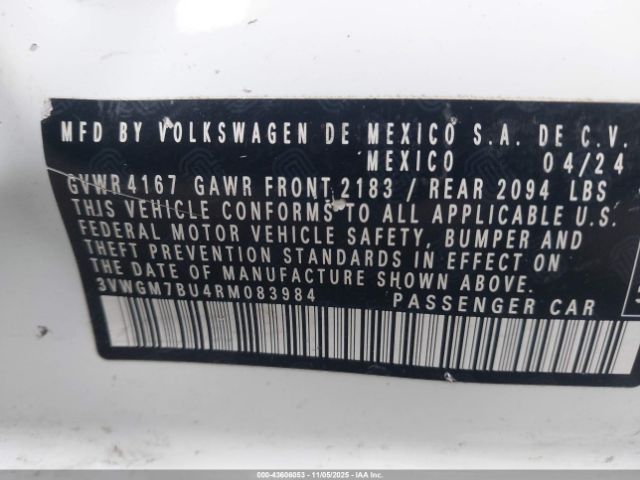 MFD BY VOLKSWAGEN DE MEXICO S.A. DE C.V.
MEXICO 04/24
GVWR 4167 GAWR FRONT 2183 / REAR 2094 LBS
THIS VEHICLE CONFORMS TO ALL APPLICABLE U.S.
FEDERAL MOTOR VEHICLE SAFETY, BUMPER AND
THEFT PREVENTION STANDARDS IN EFFECT ON
THE DATE OF MANUFACTURE SHOWN ABOVE.
3VWGM7BU4RM083984 PASSENGER CAR
000-43606053 - 11/05/2025 - IAAI.COM